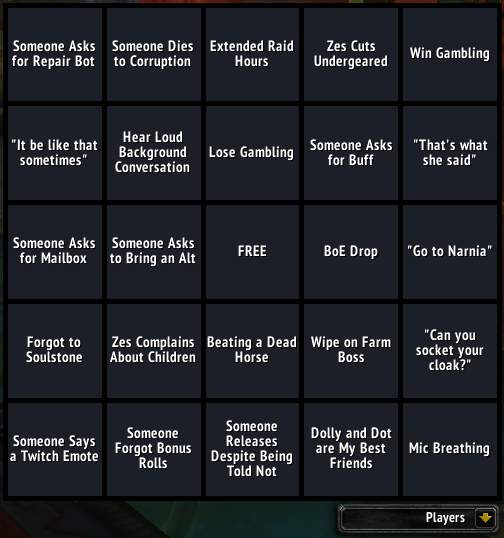 Someone Asks
for Repair Bot
Someone Dies
to Corruption
Extended Raid
Hours
Zes Cuts
Undergeared
Win Gambling
"It be like that
sometimes"
Hear Loud
Background
Conversation
Lose Gambling
Someone Asks
for Buff
"That's what
she said"
Someone Asks
for Mailbox
Someone Asks
to Bring an Alt
FREE
BoE Drop
"Go to Narnia"
Forgot to
Soulstone
Zes Complains
About Children
Beating a Dead
Horse
Wipe on Farm
Boss
"Can you
socket your
cloak?"
Someone Says
a Twitch Emote
Someone
Forgot Bonus
Rolls
Someone
Releases
Despite Being
Told Not
Dolly and Dot
are My Best
Friends
Mic Breathing
Players